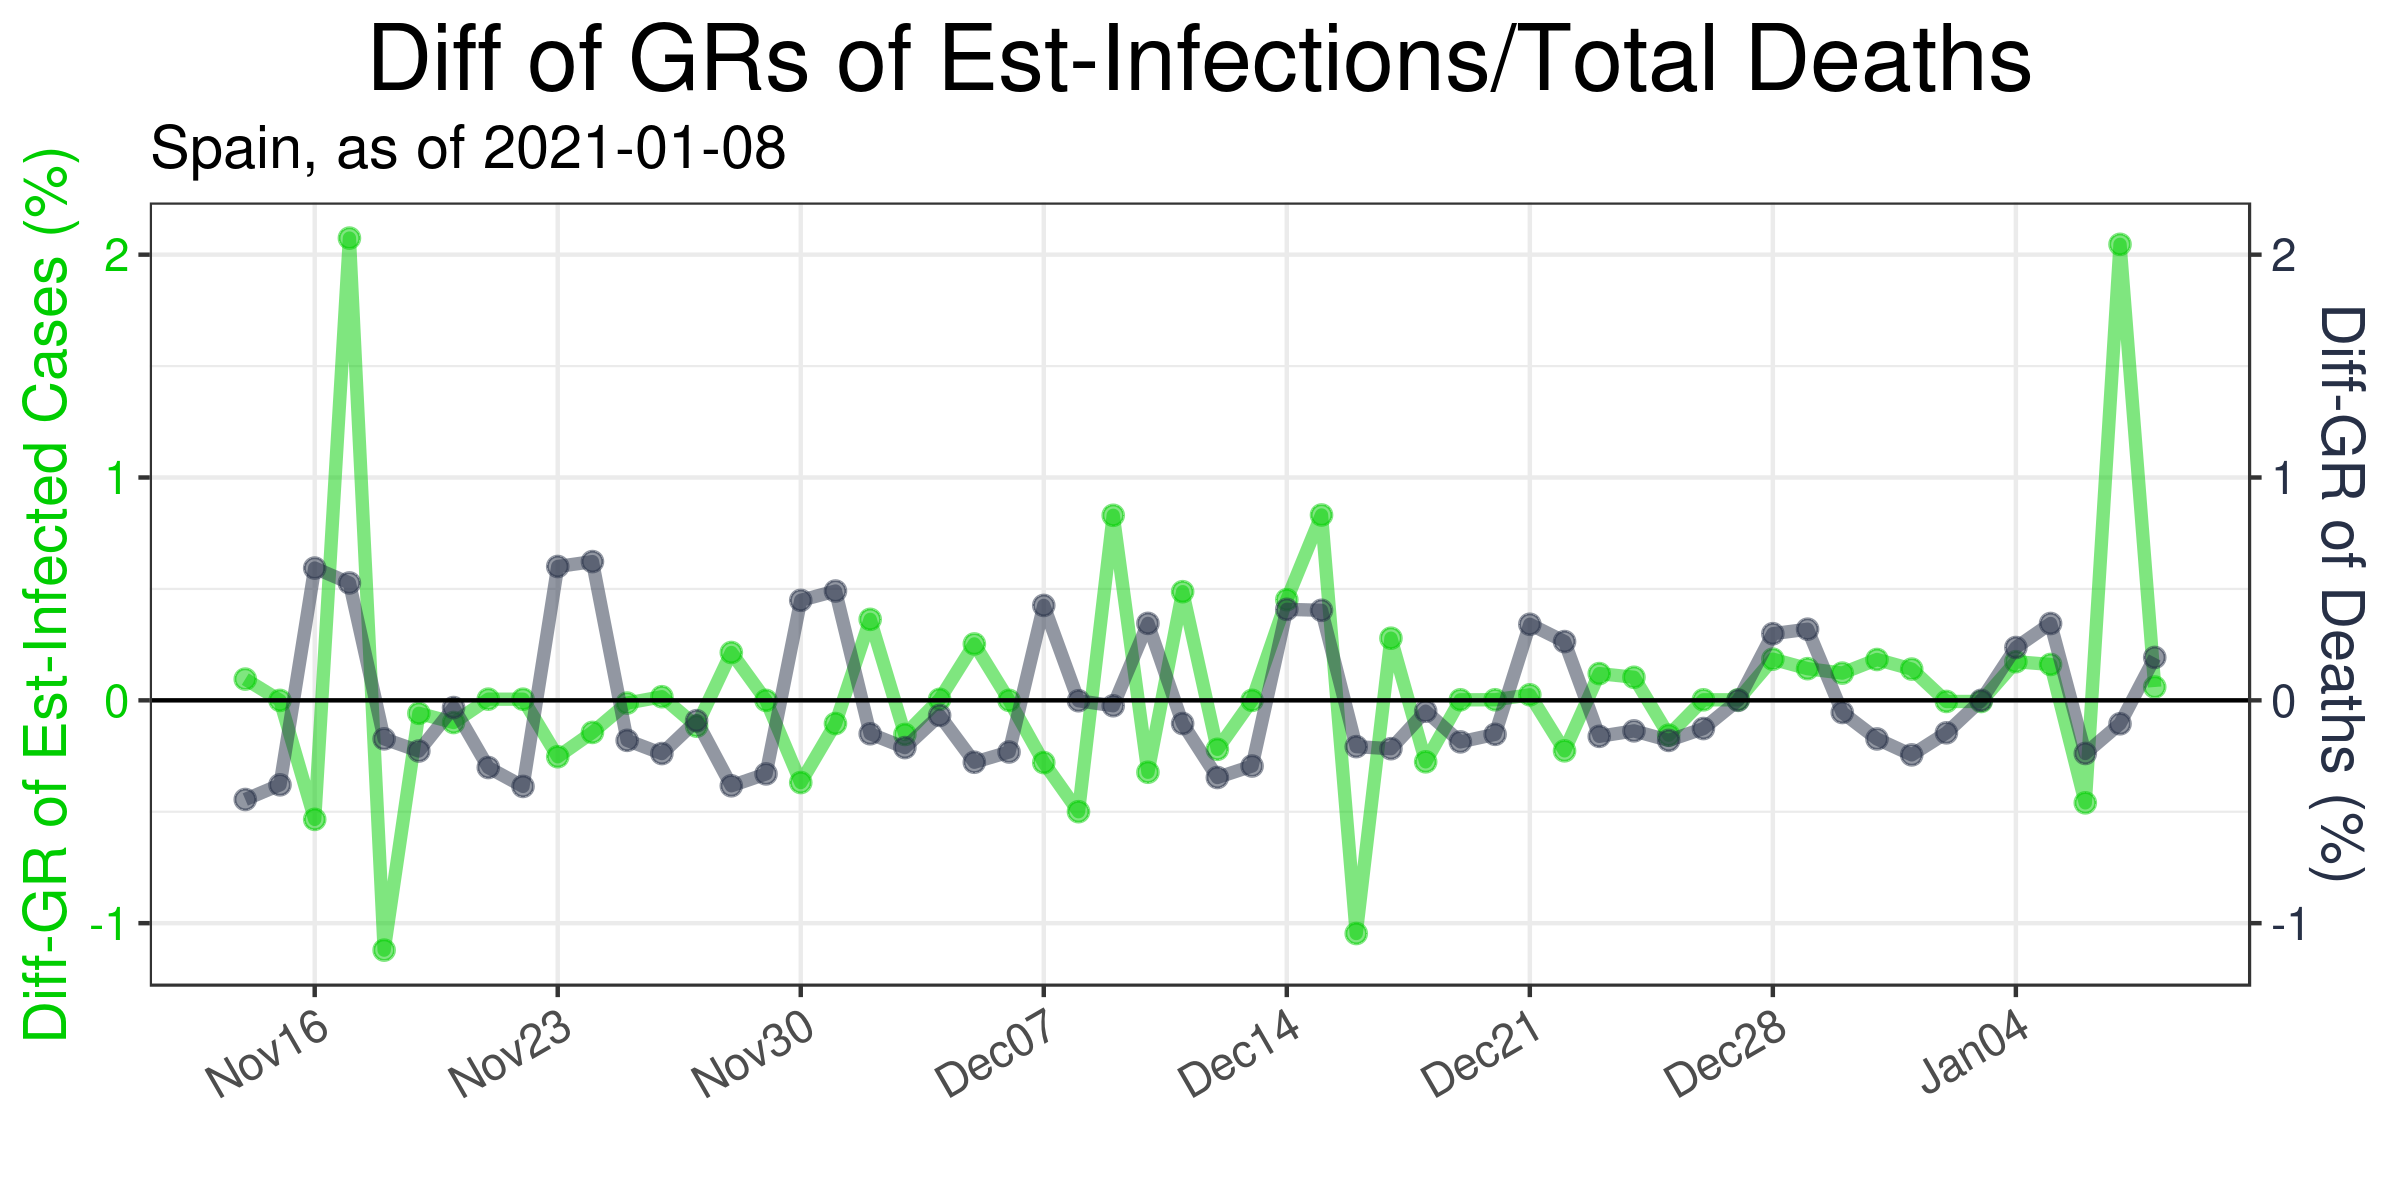 Diff of GRs of Est-Infections/Total Deaths
Spain, as of 2021-01-08
Diff-GR of Est-Infected Cases (%)
2
1
0
-1
2
1
0
-1
Diff-GR of Deaths (%)
Nov16
Nov23
Nov30
Dec07
Dec14
Dec21
Dec28
Jan04